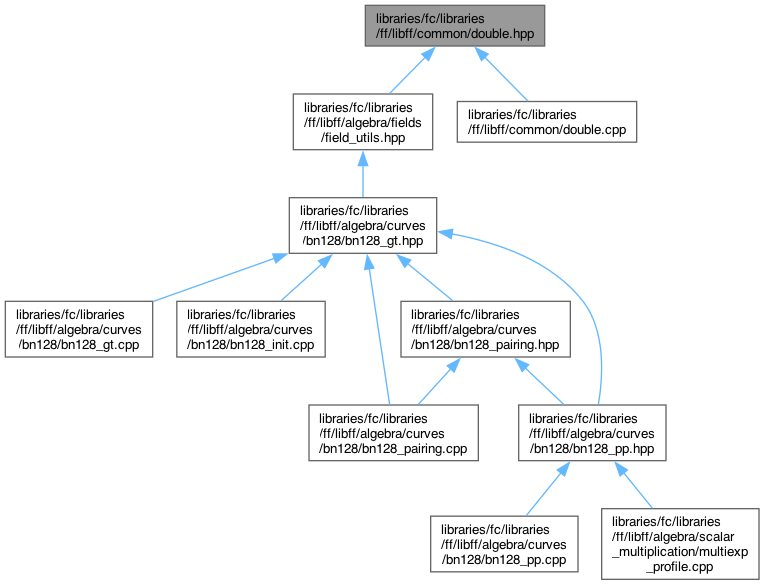 libraries/fc/libraries
/ff/libff/common/double.hpp
libraries/fc/libraries
/ff/libff/algebra/fields
/field_utils.hpp
libraries/fc/libraries
/ff/libff/common/double.cpp
libraries/fc/libraries
/ff/libff/algebra/curves
/bn128/bn128_gt.hpp
libraries/fc/libraries
/ff/libff/algebra/curves
/bn128/bn128_gt.cpp
libraries/fc/libraries
/ff/libff/algebra/curves
/bn128/bn128_init.cpp
libraries/fc/libraries
/ff/libff/algebra/curves
/bn128/bn128_pairing.hpp
libraries/fc/libraries
/ff/libff/algebra/curves
/bn128/bn128_pairing.cpp
libraries/fc/libraries
/ff/libff/algebra/curves
/bn128/bn128_pp.hpp
libraries/fc/libraries
/ff/libff/algebra/curves
/bn128/bn128_pp.cpp
libraries/fc/libraries
/ff/libff/algebra/scalar
_multiplication/multiexp
_profile.cpp